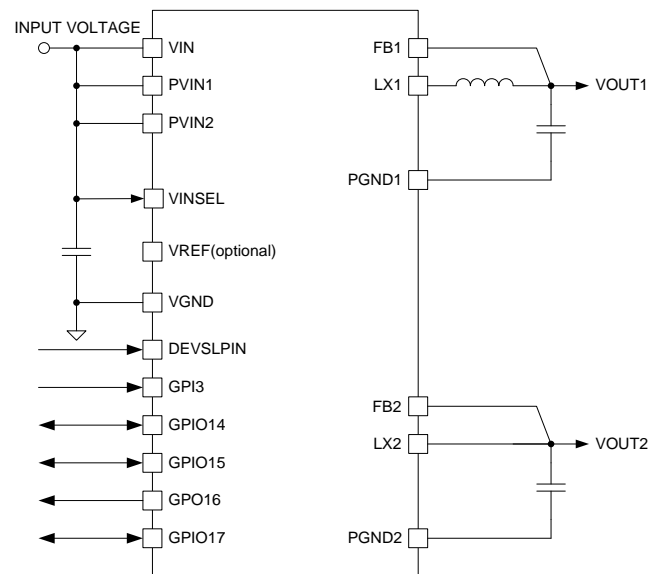 INPUT VOLTAGE
VIN
PVIN1
PVIN2
VINSEL
VREF(optional)
VGND
DEVSLPIN
GPI3
GPIO14
GPIO15
GPO16
GPIO17
FB1
LX1
VOUT1
PGND1
FB2
LX2
VOUT2
PGND2